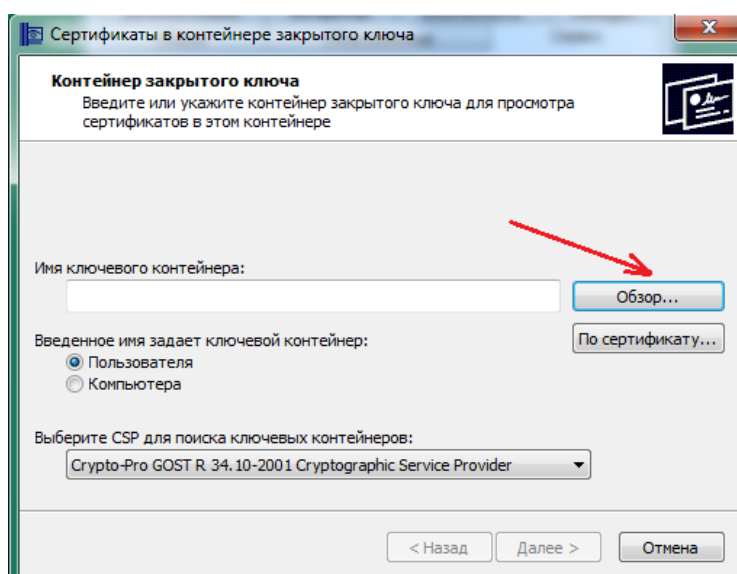 Сертификаты в контейнере закрытого ключа
Контейнер закрытого ключа
Введите или укажите контейнер закрытого ключа для просмотра
сертификатов в этом контейнере
Имя ключевого контейнера:
Обзор...
Введенное имя задает ключевой контейнер:
По сертификату...
Пользователя
Компьютера
Выберите CSP для поиска ключевых контейнеров:
Crypto-Pro GOST R 34.10-2001 Cryptographic Service Provider
< Назад
Далее >
Отмена